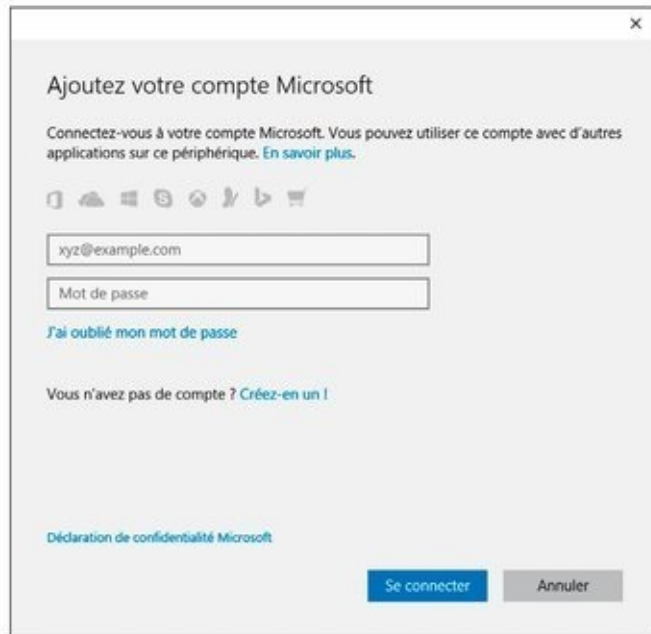 Ajoutez votre compte Microsoft
Connectez-vous à votre compte Microsoft. Vous pouvez utiliser ce compte avec d'autres
applications sur ce périphérique. En savoir plus.
xyz@example.com
Mot de passe
J'ai oublié mon mot de passe
Vous n'avez pas de compte ? Créez-en un !
Déclaration de confidentialité Microsoft
Se connecter
Annuler